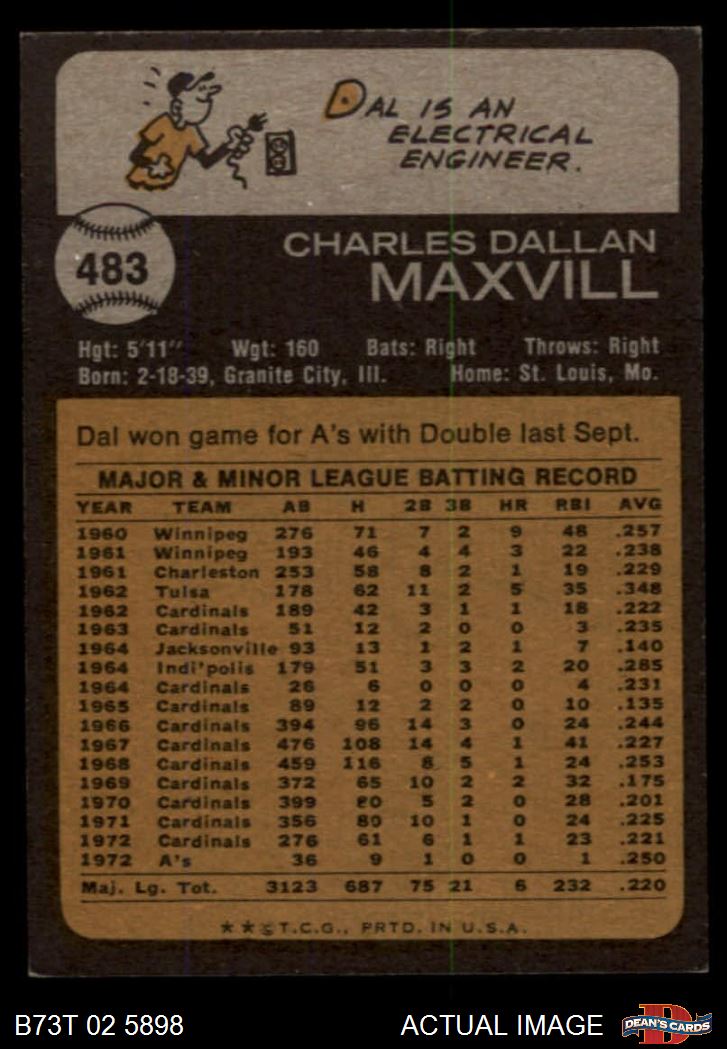 DAL IS AN
ELECTRICAL
ENGINEER.
483
CHARLES DALLAN
MAXVILL
Hgt: 5'11" Wgt: 160 Bats: Right Throws: Right
Born: 2-18-39, Granite City, Ill. Home: St. Louis, Mo.
Dal won game for A's with Double last Sept.
MAJOR & MINOR LEAGUE BATTING RECORD
YEAR TEAM AB H 2B 3B HR RBI AVG
1960 Winnipeg 276 71 7 2 9 48 .257
1961 Winnipeg 193 46 4 4 3 22 .238
1961 Charleston 253 58 8 2 1 19 .229
1962 Tulsa 178 62 11 2 5 35 .348
1962 Cardinals 189 42 3 1 1 18 .222
1963 Cardinals 51 12 2 0 0 3 .235
1964 Jacksonville 93 13 1 2 1 7 .140
1964 Indi'polis 179 51 3 3 2 20 .285
1964 Cardinals 26 6 0 0 0 4 .231
1965 Cardinals 89 12 2 2 0 10 .135
1966 Cardinals 394 96 14 3 0 24 .244
1967 Cardinals 476 108 14 4 1 41 .227
1968 Cardinals 459 116 8 5 1 24 .253
1969 Cardinals 372 65 10 2 2 32 .175
1970 Cardinals 399 80 5 2 0 28 .201
1971 Cardinals 356 80 10 1 0 24 .225
1972 Cardinals 276 61 6 1 1 23 .221
1972 A's 36 9 1 0 0 1 .250
Maj. Lg. Tot. 3123 687 75 21 6 232 .220
★★©T.C.G., PRTD. IN U.S.A.
B73T 02 5898 ACTUAL IMAGE D DEAN'S CARDS